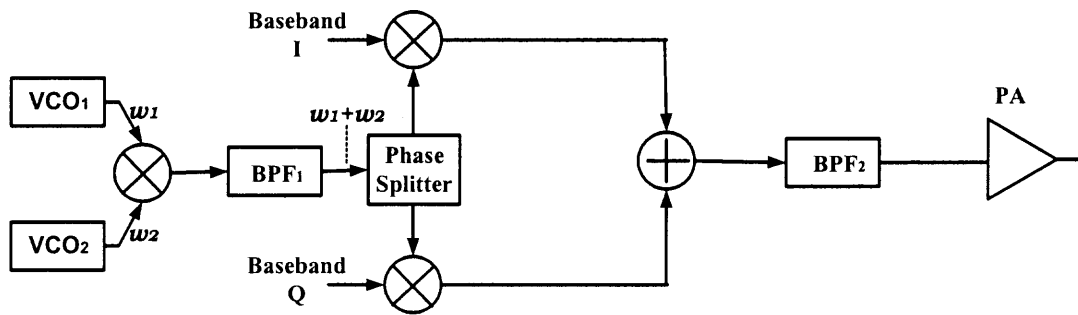 Baseband
I
VCO1
w1
w1+w2
PA
BPF1
Phase
Splitter
BPF2
VCO2
w2
Baseband
Q